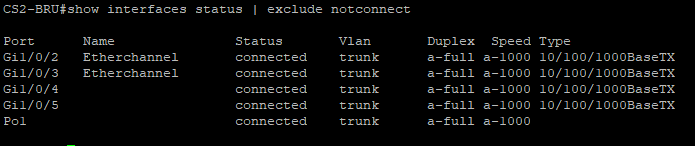 CS2-BRU#show interfaces status | exclude notconnect
Port Name Status Vlan Duplex Speed Type
Gi1/0/2 Etherchannel connected trunk a-full a-1000 10/100/1000BaseTX
Gi1/0/3 Etherchannel connected trunk a-full a-1000 10/100/1000BaseTX
Gi1/0/4 connected trunk a-full a-1000 10/100/1000BaseTX
Gi1/0/5 connected trunk a-full a-1000 10/100/1000BaseTX
Po1 connected trunk a-full a-1000